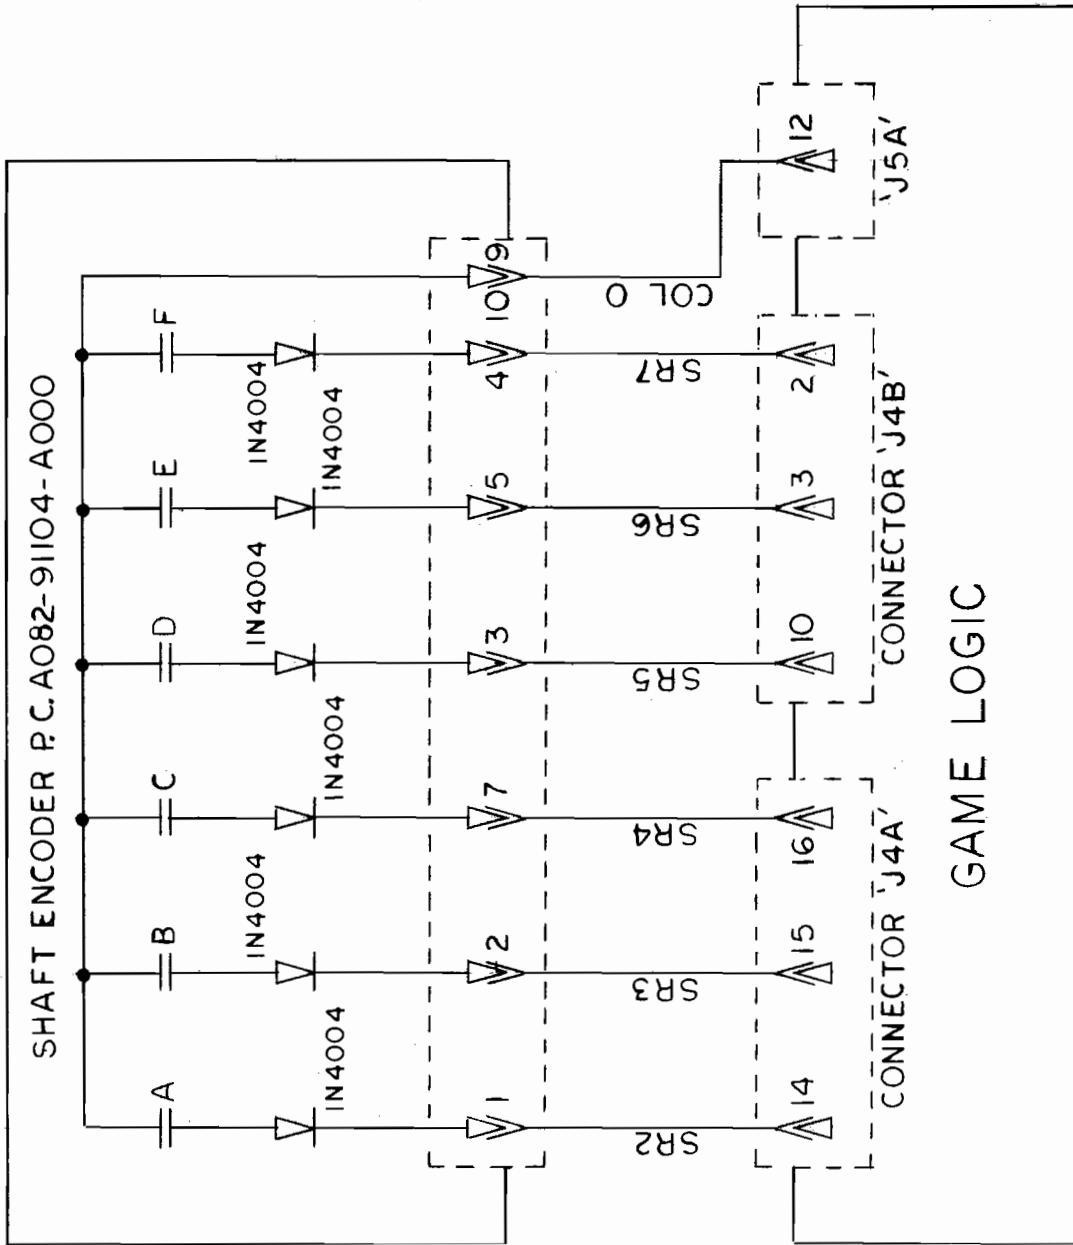 SHAFT ENCODER P.C. A082-91104-A000
A
B
C
D
E
F
IN4004
IN4004
IN4004
IN4004
IN4004
IN4004
1
2
7
3
5
4
10
9
SR2
SR3
SR4
SR5
SR6
SR7
COL 0
14
15
16
10
3
2
12
CONNECTOR 'J4A'
CONNECTOR 'J4B'
'J5A'
GAME LOGIC